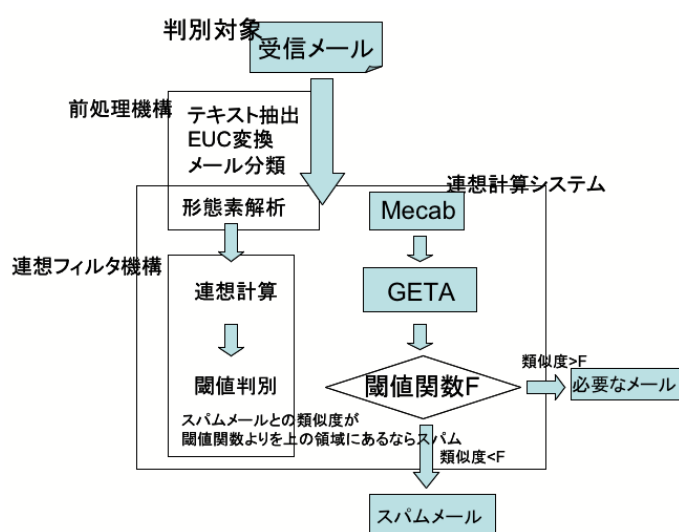 判別対象
受信メール
前処理機構
テキスト抽出
EUC変換
メール分類
連想計算システム
形態素解析
Mecab
連想フィルタ機構
連想計算
GETA
類似度>F
閾値判別
閾値関数F
必要なメール
スパムメールとの類似度が
閾値関数よりを上の領域にあるならスパム
類似度<F
スパムメール